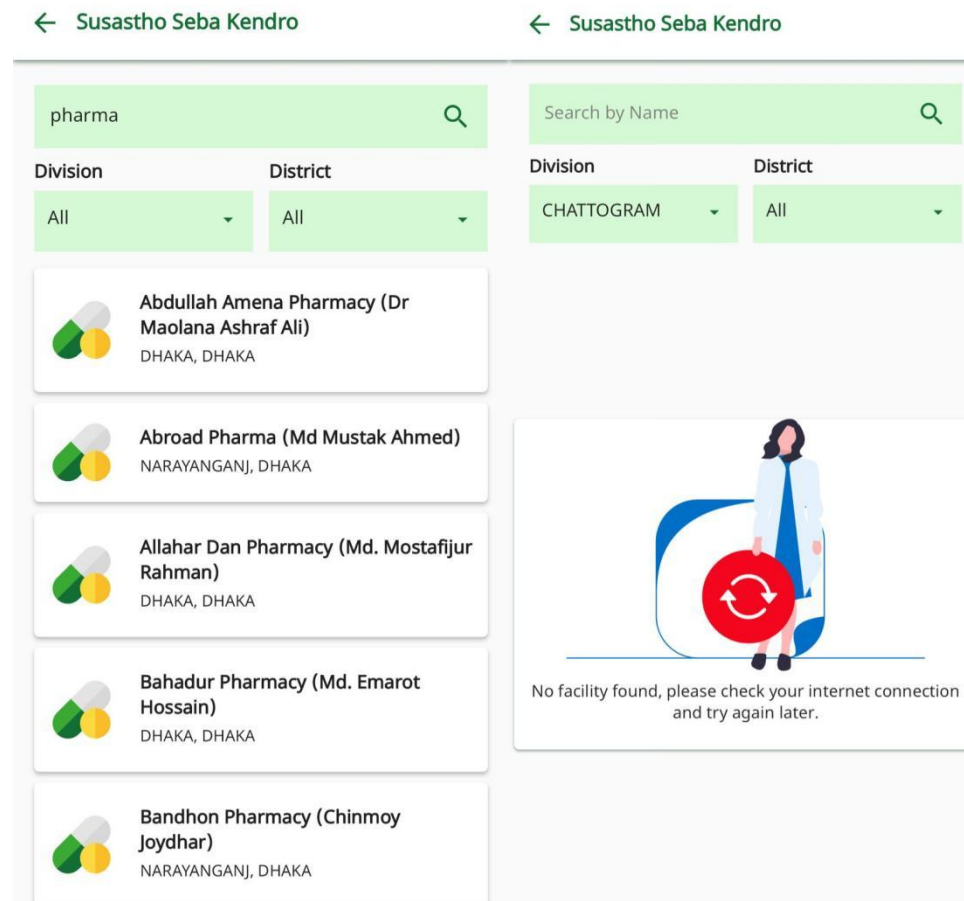 Susastho Seba Kendro
pharma
Division
District
All
All
Abdullah Amena Pharmacy (Dr
Maolana Ashraf Ali)
DHAKA, DHAKA
Abroad Pharma (Md Mustak Ahmed)
NARAYANGANJ, DHAKA
Allahar Dan Pharmacy (Md. Mostafijur
Rahman)
DHAKA, DHAKA
Bahadur Pharmacy (Md. Emarot
Hossain)
DHAKA, DHAKA
Bandhon Pharmacy (Chinmoy
Joydhar)
NARAYANGANJ, DHAKA
Susastho Seba Kendro
Search by Name
Division
District
CHATTOGRAM
All
No facility found, please check your internet connection
and try again later.